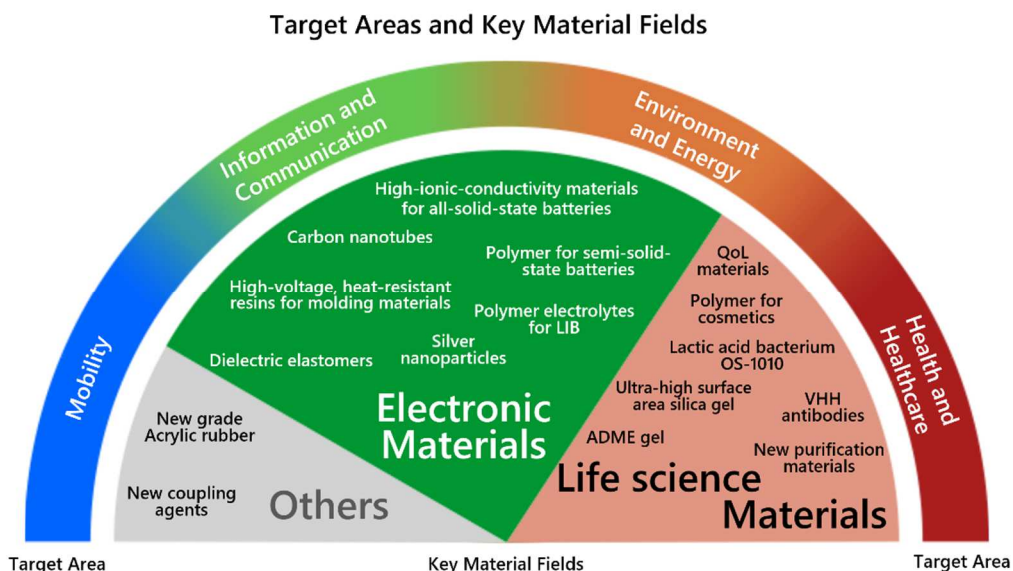 Target Areas and Key Material Fields
Mobility
Information and
Communication
Environment
and Energy
Health and
Healthcare
High-ionic-conductivity materials
for all-solid-state batteries
Carbon nanotubes
Polymer for semi-solid-
state batteries
High-voltage, heat-resistant
resins for molding materials
Polymer electrolytes
for LIB
Silver
nanoparticles
Dielectric elastomers
Electronic
Materials
New grade
Acrylic rubber
New coupling
agents
Others
QoL
materials
Polymer for
cosmetics
Lactic acid bacterium
OS-1010
Ultra-high surface
area silica gel
VHH
antibodies
ADME gel
New purification
materials
Life science
Materials
Target Area
Key Material Fields
Target Area